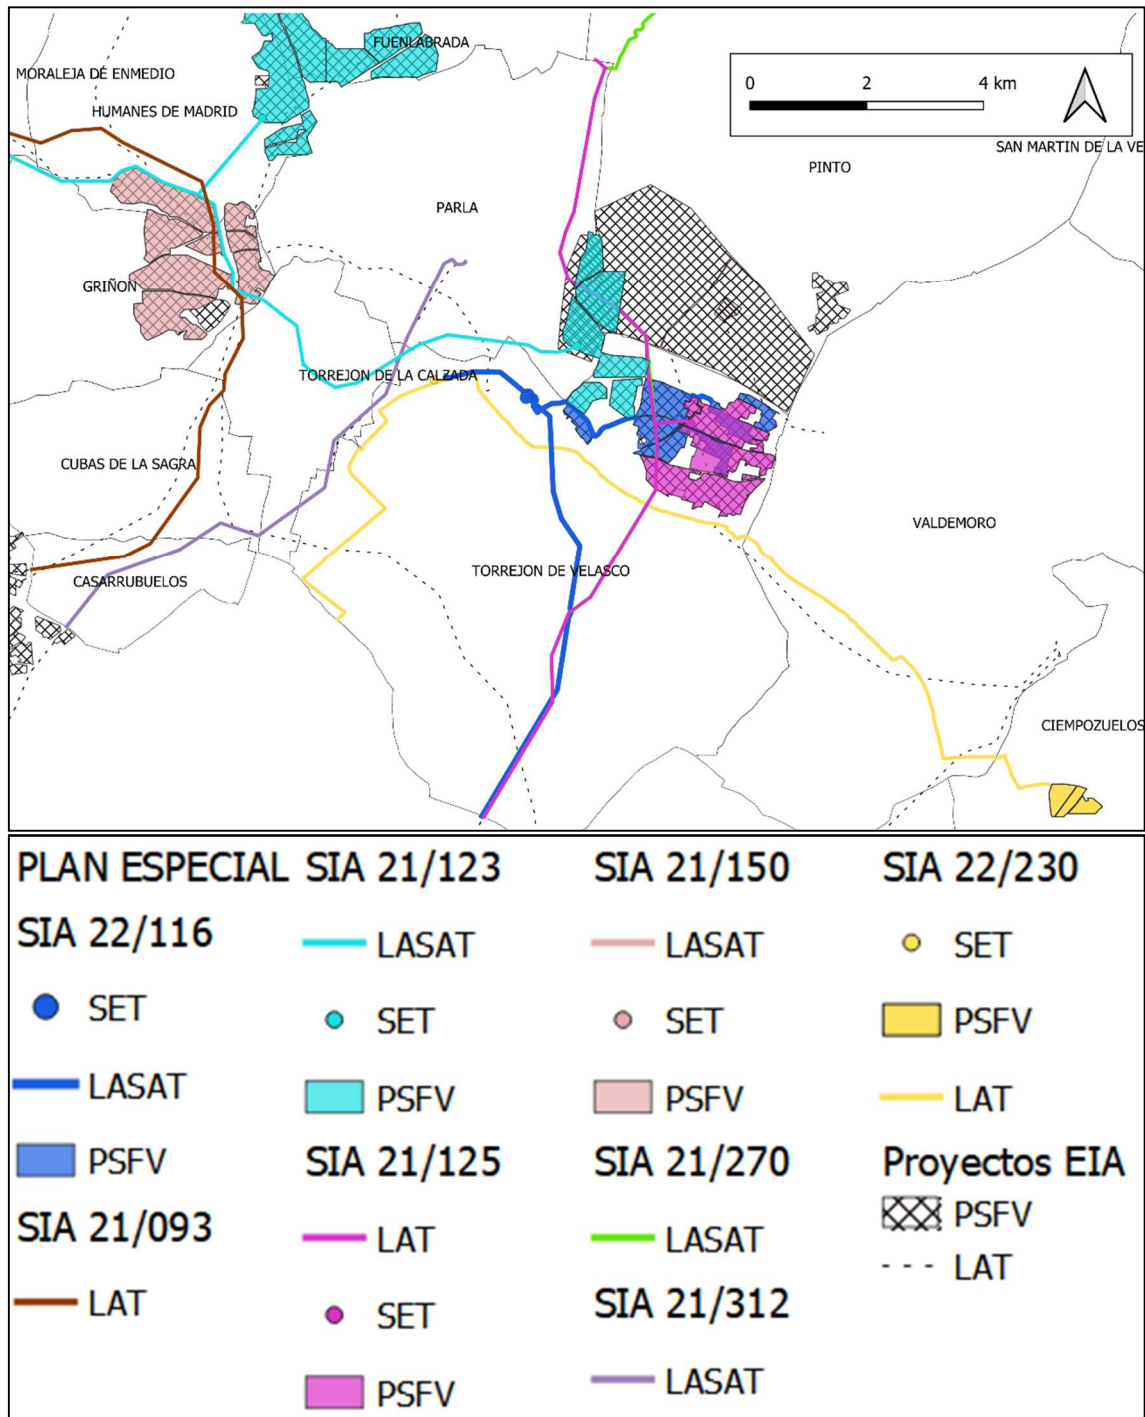 FUENLABRADA
MORALEJA DE ENMEDIO
0 2 4 km
HUMANES DE MADRID
SAN MARTIN DE LA VE
PINTO
PARLA
GRIÑON
TORREJON DE LA CALZADA
CUBAS DE LA SAGRA
VALDEMORO
TORREJON DE VELASCO
CASARRUBUELOS
CIEMPOZUELOS
PLAN ESPECIAL
SIA 22/116
SET
LASAT
PSFV
SIA 21/093
LAT
SIA 21/123
LASAT
SET
PSFV
SIA 21/125
LAT
SET
PSFV
SIA 21/150
LASAT
SET
PSFV
SIA 21/270
LASAT
SIA 21/312
LASAT
SIA 22/230
SET
PSFV
LAT
Proyectos EIA
PSFV
LAT